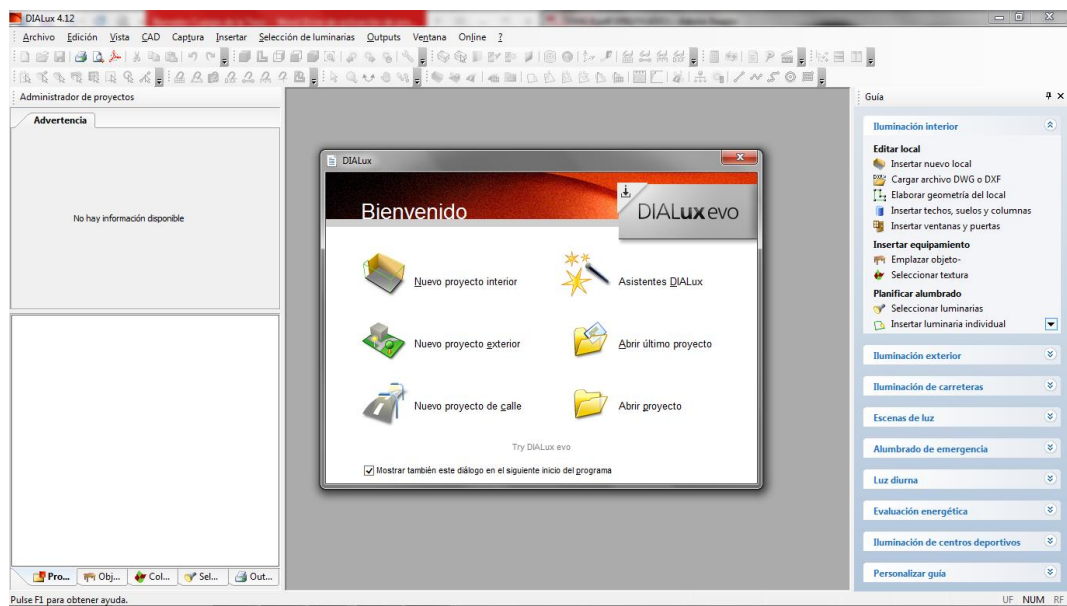 DIALux 4.12
Archivo Edición Vista CAD Captura Insertar Selección de luminarias Outputs Ventana Online ?
Administrador de proyectos
Advertencia
No hay información disponible
Pro... Obj... Col... Sel... Out...
Pulse F1 para obtener ayuda.
DIALux
Bienvenido
DIALux evo
Nuevo proyecto interior
Asistentes DIALux
Nuevo proyecto exterior
Abrir último proyecto
Nuevo proyecto de calle
Abrir proyecto
Try DIALux evo
Mostrar también este diálogo en el siguiente inicio del programa
Guía
Iluminación interior
Editar local
Insertar nuevo local
Cargar archivo DWG o DXF
Elaborar geometría del local
Insertar techos, suelos y columnas
Insertar ventanas y puertas
Insertar equipamiento
Emplazar objeto-
Seleccionar textura
Planificar alumbrado
Seleccionar luminarias
Insertar luminaria individual
Iluminación exterior
Iluminación de carreteras
Escenas de luz
Alumbrado de emergencia
Luz diurna
Evaluación energética
Iluminación de centros deportivos
Personalizar guía
UF NUM RF